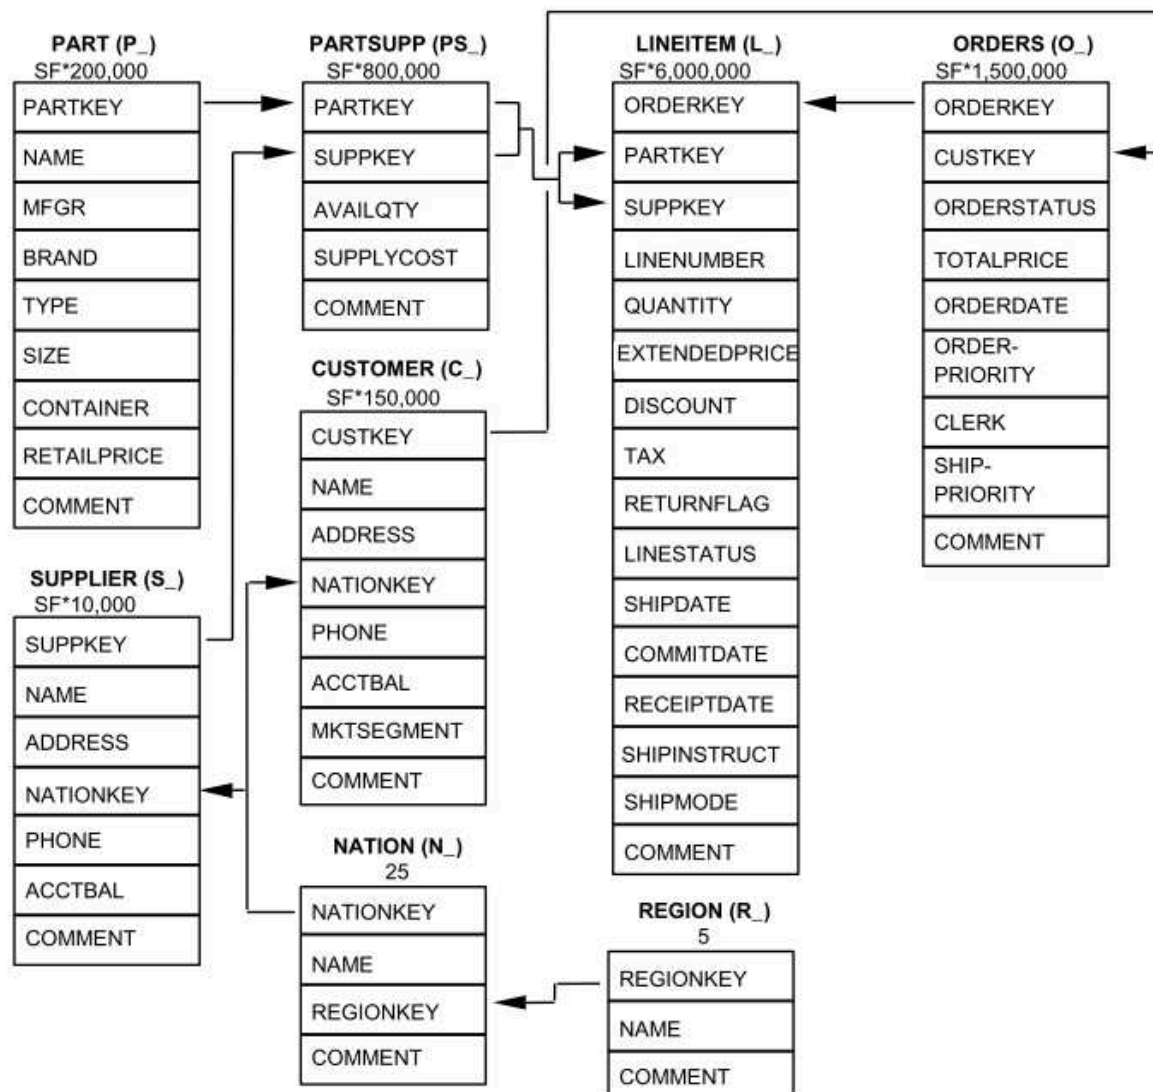 PART (P_)
SF*200,000
PARTKEY
NAME
MFGR
BRAND
TYPE
SIZE
CONTAINER
RETAILPRICE
COMMENT
SUPPLIER (S_)
SF*10,000
SUPPKEY
NAME
ADDRESS
NATIONKEY
PHONE
ACCTBAL
COMMENT
PARTSUPP (PS_)
SF*800,000
PARTKEY
SUPPKEY
AVAILQTY
SUPPLYCOST
COMMENT
CUSTOMER (C_)
SF*150,000
CUSTKEY
NAME
ADDRESS
NATIONKEY
PHONE
ACCTBAL
MKTSEGMENT
COMMENT
NATION (N_)
25
NATIONKEY
NAME
REGIONKEY
COMMENT
LINEITEM (L_)
SF*6,000,000
ORDERKEY
PARTKEY
SUPPKEY
LINENUMBER
QUANTITY
EXTENDEDPRICE
DISCOUNT
TAX
RETURNFLAG
LINESTATUS
SHIPDATE
COMMITDATE
RECEIPTDATE
SHIPINSTRUCT
SHIPMODE
COMMENT
REGION (R_)
5
REGIONKEY
NAME
COMMENT
ORDERS (O_)
SF*1,500,000
ORDERKEY
CUSTKEY
ORDERSTATUS
TOTALPRICE
ORDERDATE
ORDER-
PRIORITY
CLERK
SHIP-
PRIORITY
COMMENT